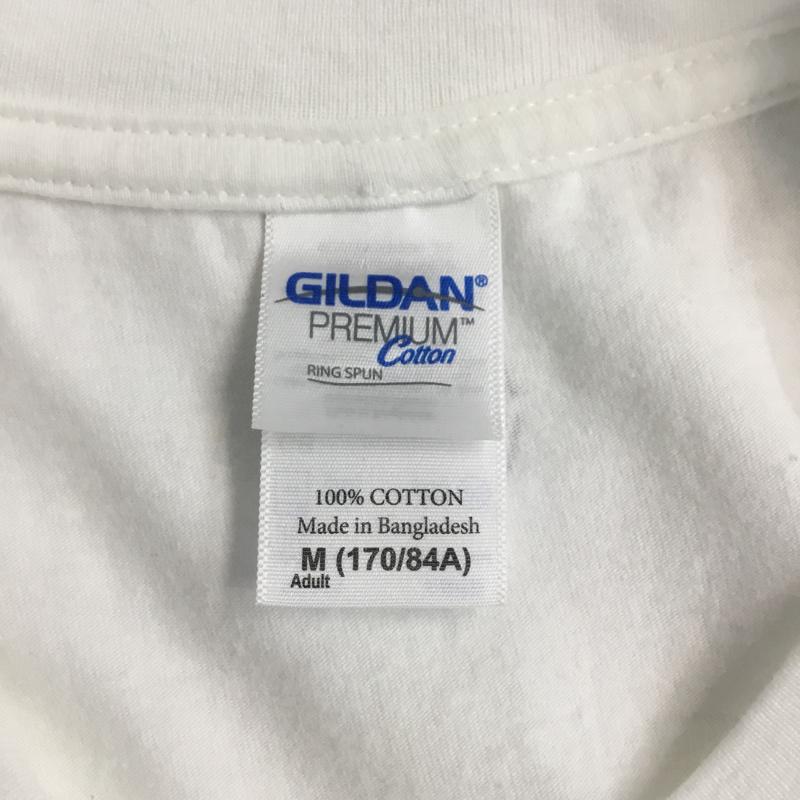 GILDAN®
PREMIUM™
Cotton
RING SPUN
100% COTTON
Made in Bangladesh
M (170/84A)
Adult